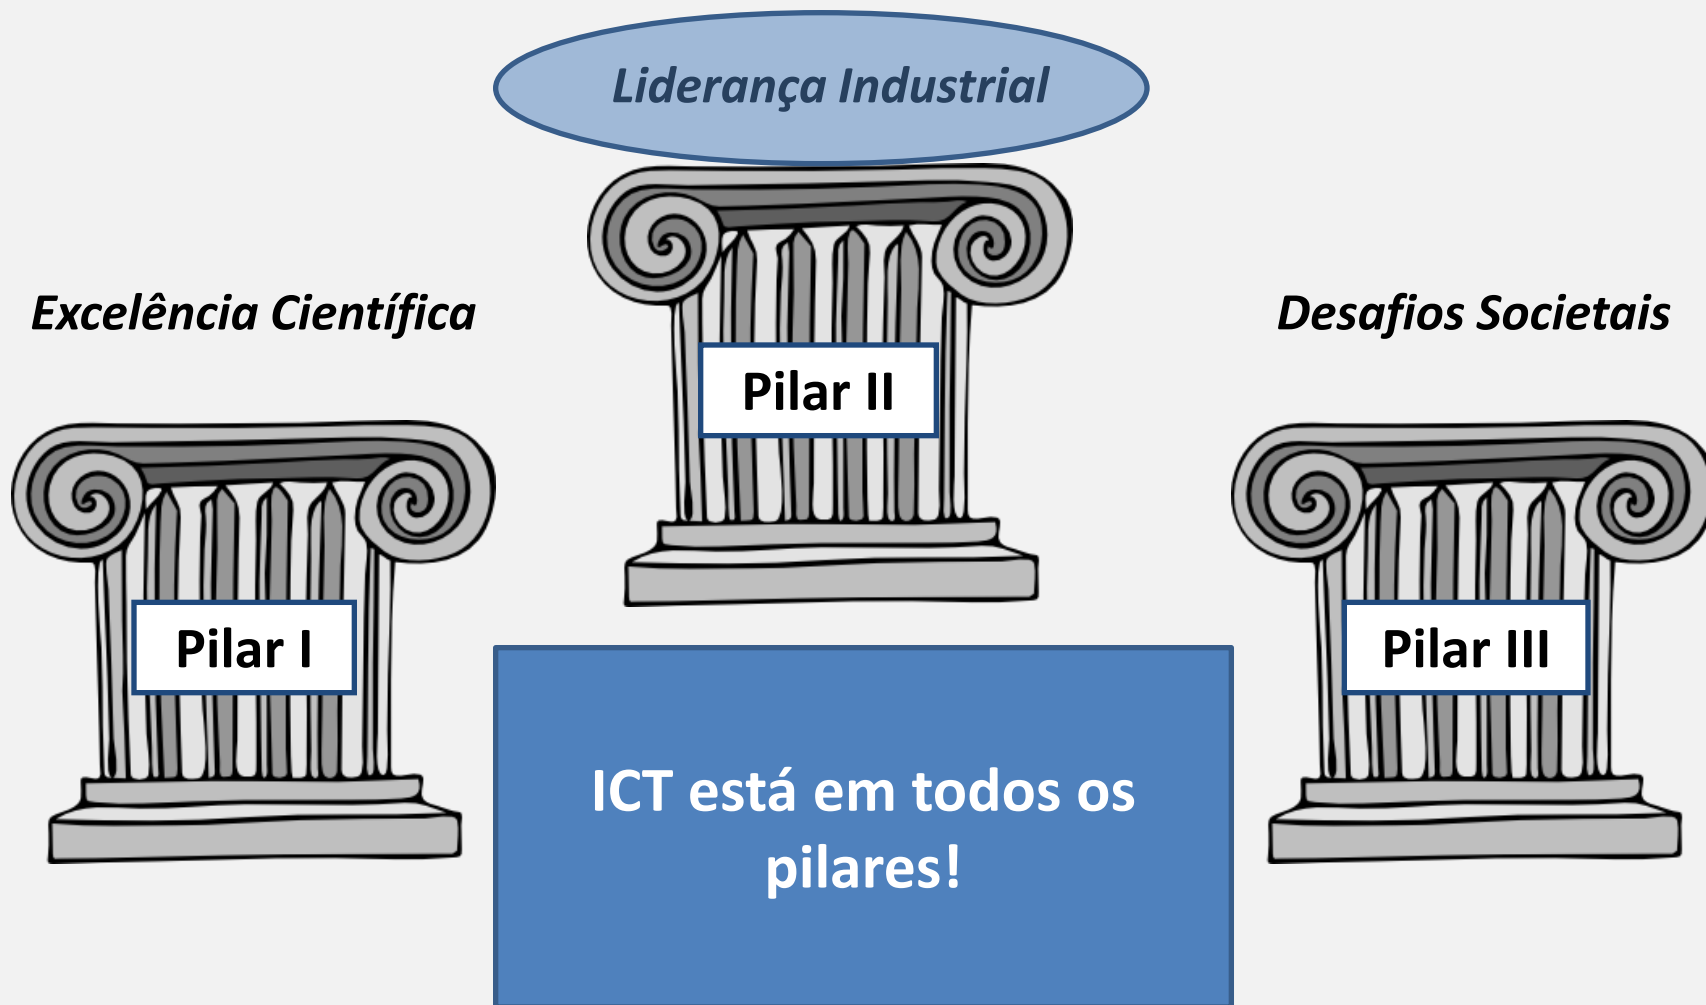 Liderança Industrial
Excelência Científica
Desafios Societais
Pilar II
Pilar I
Pilar III
ICT está em todos os
pilares!